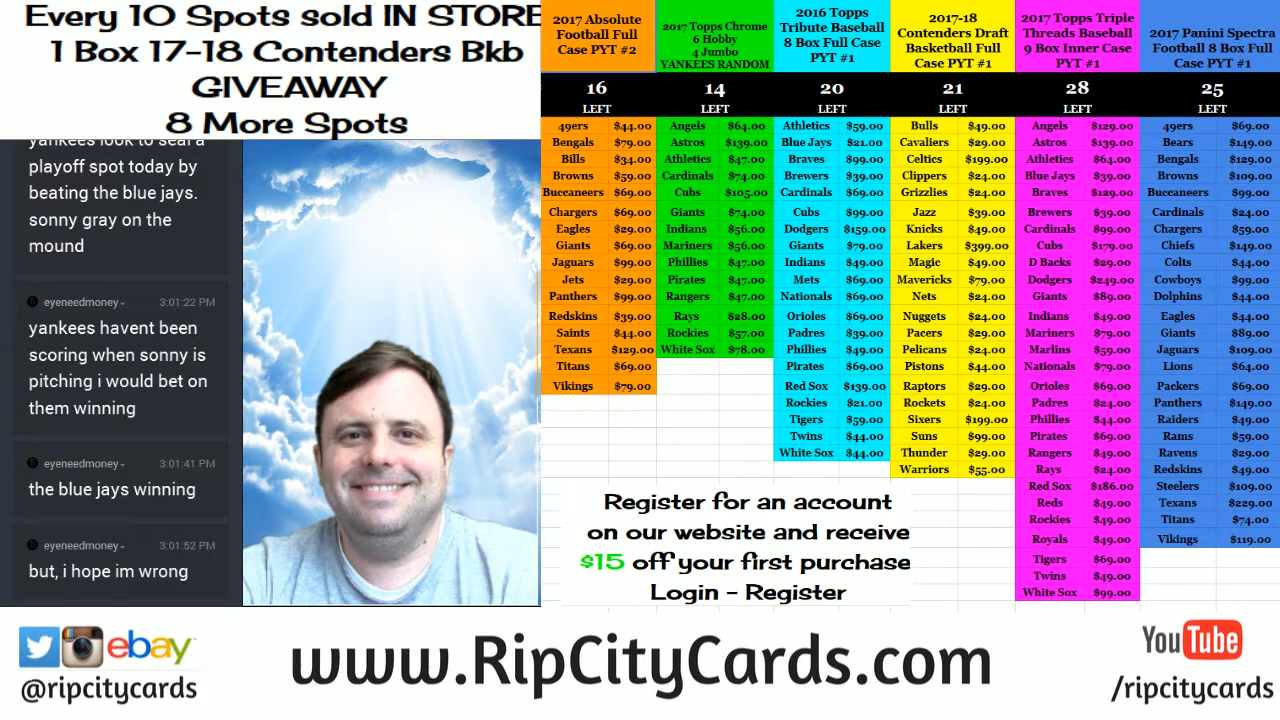 Every 10 Spots sold IN STORE
1 Box 17-18 Contenders Bkb
GIVEAWAY
8 More Spots
yankees look to seal a
playoff spot today by
beating the blue jays.
sonny gray on the
mound
eyeneedmoney 3:01:22 PM
yankees havent been
scoring when sonny is
pitching i would bet on
them winning
eyeneedmoney 3:01:41 PM
the blue jays winning
eyeneedmoney 3:01:52 PM
but, i hope im wrong
2017 Absolute
Football Full
Case PYT #2
16
LEFT
49ers $44.00
Bengals $79.00
Bills $34.00
Browns $59.00
Buccaneers $69.00
Chargers $69.00
Eagles $29.00
Giants $69.00
Jaguars $99.00
Jets $29.00
Panthers $99.00
Redskins $39.00
Saints $44.00
Texans $129.00
Titans $69.00
Vikings $79.00
2017 Topps Chrome
6 Hobby
4 Jumbo
YANKEES RANDOM
14
LEFT
Angels $64.00
Astros $139.00
Athletics $47.00
Cardinals $74.00
Cubs $105.00
Giants $74.00
Indians $56.00
Mariners $56.00
Phillies $47.00
Pirates $47.00
Rangers $47.00
Rays $28.00
Rockies $57.00
White Sox $78.00
2016 Topps
Tribute Baseball
8 Box Full Case
PYT #1
20
LEFT
Athletics $59.00
Blue Jays $21.00
Braves $99.00
Brewers $39.00
Cardinals $69.00
Cubs $99.00
Dodgers $159.00
Giants $79.00
Indians $49.00
Mets $69.00
Nationals $69.00
Orioles $69.00
Padres $39.00
Phillies $49.00
Pirates $69.00
Red Sox $139.00
Rockies $21.00
Tigers $59.00
Twins $44.00
White Sox $44.00
2017-18
Contenders Draft
Basketball Full
Case PYT #1
21
LEFT
Bulls $49.00
Cavaliers $29.00
Celtics $199.00
Clippers $24.00
Grizzlies $24.00
Jazz $39.00
Knicks $49.00
Lakers $399.00
Magic $49.00
Mavericks $79.00
Nets $24.00
Nuggets $24.00
Pacers $29.00
Pelicans $24.00
Pistons $44.00
Raptors $29.00
Rockets $24.00
Sixers $199.00
Suns $99.00
Thunder $29.00
Warriors $55.00
2017 Topps Triple
Threads Baseball
9 Box Inner Case
PYT #1
28
LEFT
Angels $129.00
Astros $139.00
Athletics $64.00
Blue Jays $39.00
Braves $129.00
Brewers $39.00
Cardinals $99.00
Cubs $179.00
D Backs $29.00
Dodgers $249.00
Giants $89.00
Indians $49.00
Mariners $79.00
Marlins $59.00
Nationals $79.00
Orioles $69.00
Padres $24.00
Phillies $44.00
Pirates $69.00
Rangers $49.00
Rays $24.00
Red Sox $186.00
Reds $49.00
Rockies $49.00
Royals $49.00
Tigers $69.00
Twins $49.00
White Sox $99.00
2017 Panini Spectra
Football 8 Box Full
Case PYT #1
25
LEFT
49ers $69.00
Bears $149.00
Bengals $129.00
Browns $109.00
Buccaneers $99.00
Cardinals $24.00
Chargers $59.00
Chiefs $149.00
Colts $44.00
Cowboys $99.00
Dolphins $44.00
Eagles $44.00
Giants $89.00
Jaguars $109.00
Lions $64.00
Packers $69.00
Panthers $149.00
Raiders $49.00
Rams $59.00
Ravens $29.00
Redskins $49.00
Steelers $109.00
Texans $229.00
Titans $74.00
Vikings $119.00
Register for an account
on our website and receive
$15 off your first purchase
Login - Register
ebay
@ripcitycards
www.RipCityCards.com
YouTube
/ripcitycards